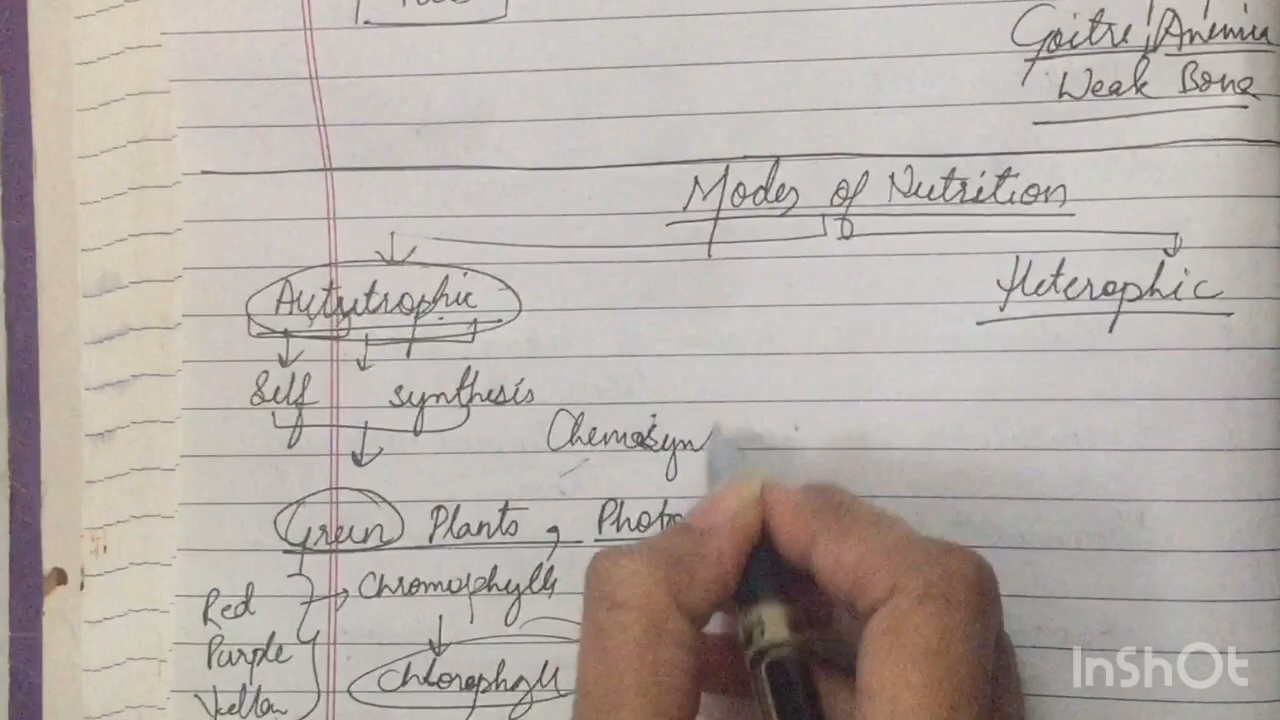 Goitre, Anemia
Weak Bone
Modes of Nutrition
Aututrophic
Heterophic
Self synthesis
Chemosyn
Green Plants, Photo
Red
Chromophylls
Purple
Chlorophyll
Yellow
InShOt